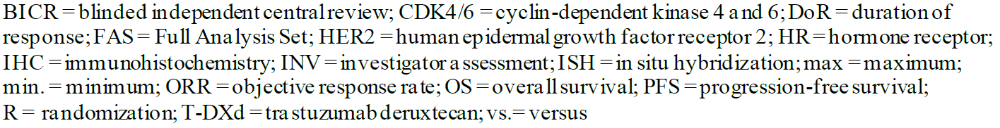 BICR = blinded independent central review; CDK4/6 = cyclin-dependent kinase 4 and 6; DoR = duration of
response; FAS = Full Analysis Set; HER2 = human epidermal growth factor receptor 2; HR = hormone receptor;
IHC = immunohistochemistry; INV = investigator assessment; ISH = in situ hybridization; max = maximum;
min. = minimum; ORR = objective response rate; OS = overall survival; PFS = progression-free survival;
R = randomization; T-DXd = trastuzumab deruxtecan; vs.= versus